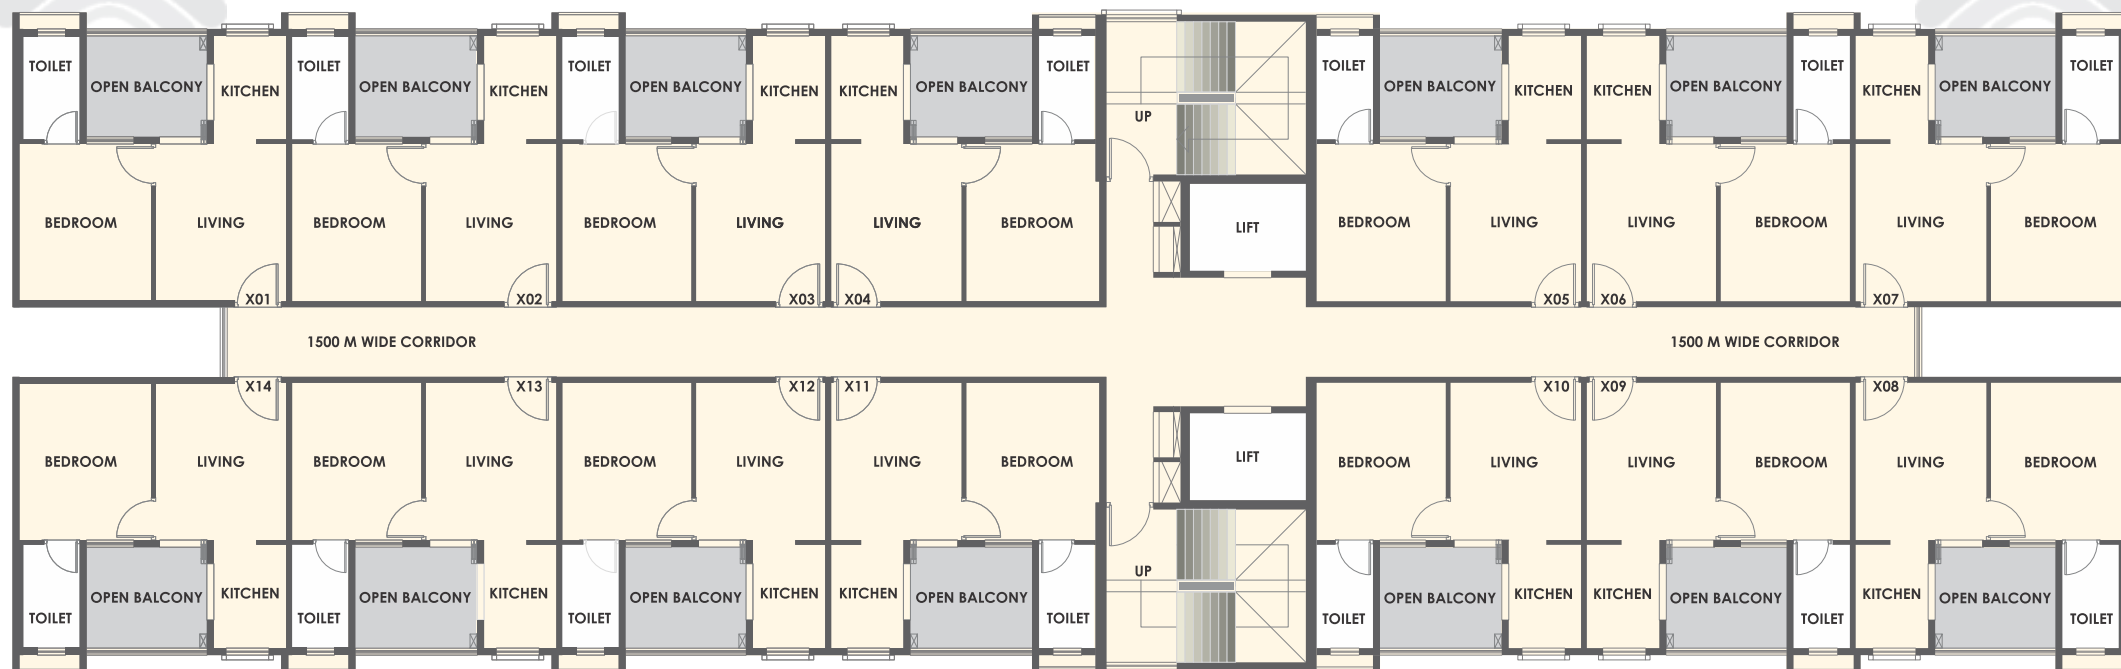 TOILET OPEN BALCONY KITCHEN TOILET OPEN BALCONY KITCHEN TOILET OPEN BALCONY KITCHEN KITCHEN OPEN BALCONY TOILET UP TOILET OPEN BALCONY KITCHEN KITCHEN OPEN BALCONY TOILET KITCHEN OPEN BALCONY TOILET
BEDROOM LIVING BEDROOM LIVING BEDROOM LIVING LIVING BEDROOM LIFT BEDROOM LIVING LIVING BEDROOM LIVING BEDROOM
X01 X02 X03 X04 X05 X06 X07
1500 M WIDE CORRIDOR 1500 M WIDE CORRIDOR
X14 X13 X12 X11 X10 X09 X08
BEDROOM LIVING BEDROOM LIVING BEDROOM LIVING LIVING BEDROOM LIFT BEDROOM LIVING LIVING BEDROOM LIVING BEDROOM
TOILET OPEN BALCONY KITCHEN TOILET OPEN BALCONY KITCHEN TOILET OPEN BALCONY KITCHEN KITCHEN OPEN BALCONY TOILET UP TOILET OPEN BALCONY KITCHEN KITCHEN OPEN BALCONY TOILET KITCHEN OPEN BALCONY TOILET